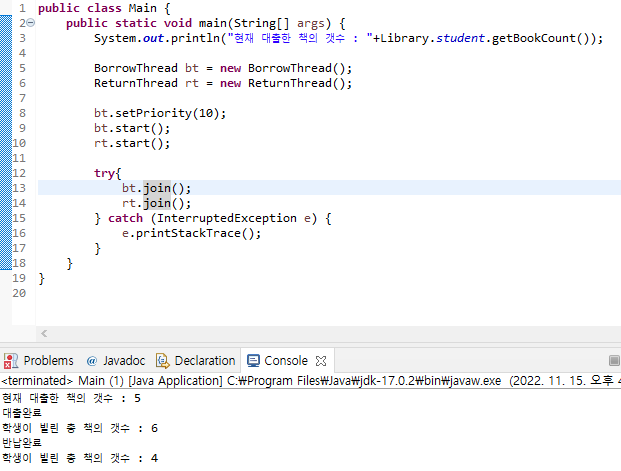 1 public class Main {
2 public static void main(String[] args) {
3 System.out.println("현재 대출한 책의 갯수 : "+Library.student.getBookCount());
4
5 BorrowThread bt = new BorrowThread();
6 ReturnThread rt = new ReturnThread();
7
8 bt.setPriority(10);
9 bt.start();
10 rt.start();
11
12 try{
13 bt.join();
14 rt.join();
15 } catch (InterruptedException e) {
16 e.printStackTrace();
17 }
18 }
19 }
20
Problems @ Javadoc Declaration Console
<terminated> Main (1) [Java Application] C:₩Program Files₩Java₩jdk-17.0.2₩bin₩javaw.exe (2022. 11. 15. 오후 4
현재 대출한 책의 갯수 : 5
대출완료
학생이 빌린 총 책의 갯수 : 6
반납완료
학생이 빌린 총 책의 갯수 : 4